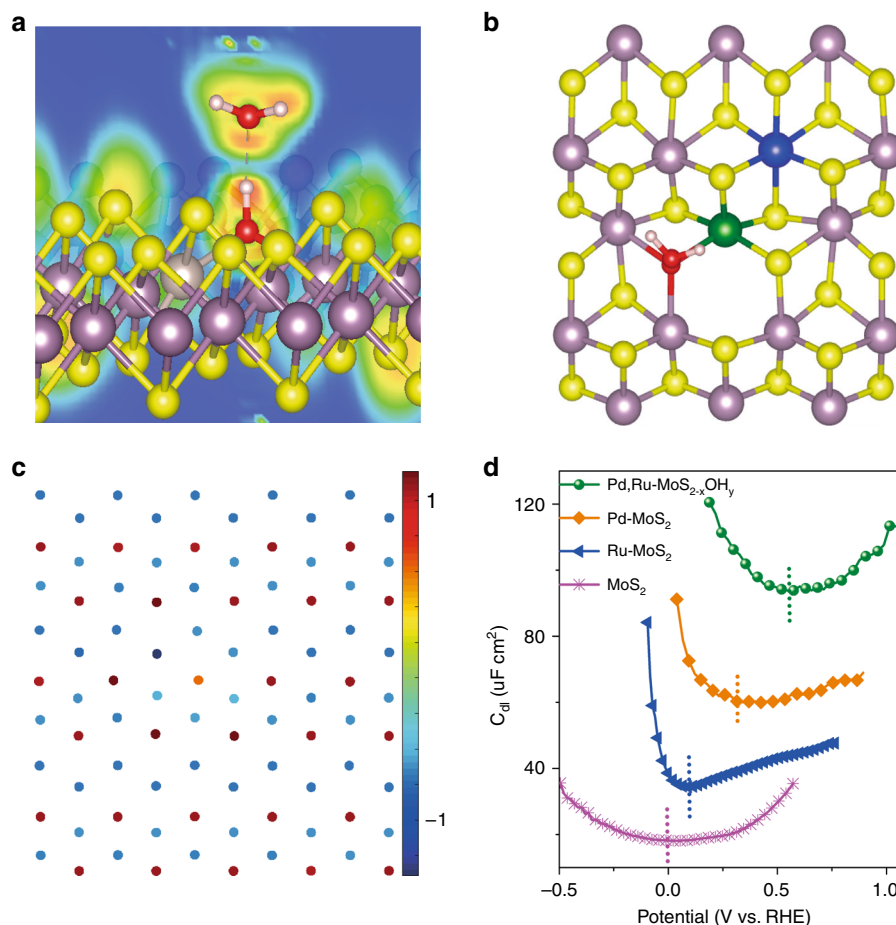 a
b
c
1
−1
d
Pd,Ru-MoS2-xOHy
Pd-MoS2
Ru-MoS2
MoS2
120
80
40
Cdl (uF cm2)
−0.5
0.0
0.5
1.0
Potential (V vs. RHE)